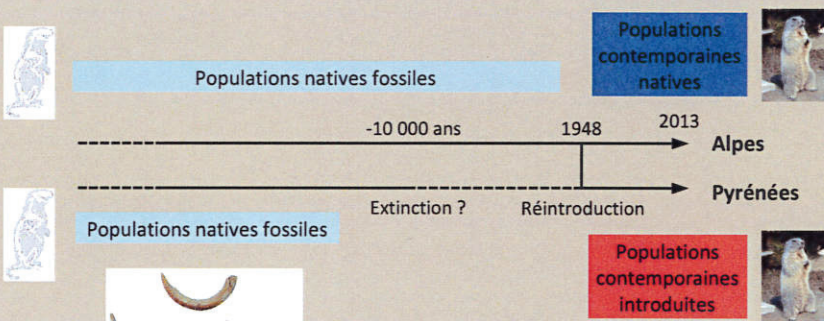 Populations
contemporaines
natives
Populations natives fossiles
-10 000 ans
1948
2013
Alpes
Pyrénées
Extinction ?
Réintroduction
Populations natives fossiles
Populations
contemporaines
introduites